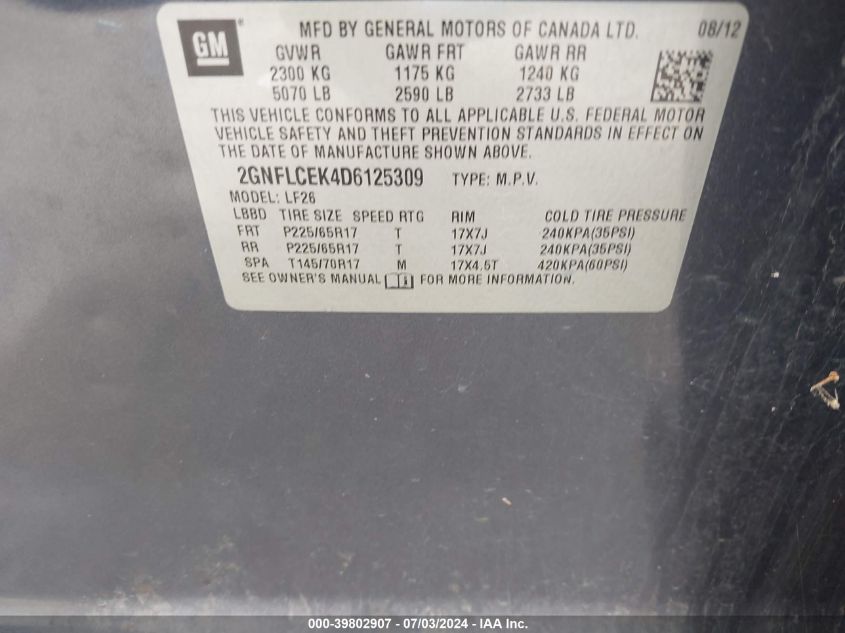 GM®
MFD BY GENERAL MOTORS OF CANADA LTD. 08/12
GVWR GAWR FRT GAWR RR
2300 KG 1175 KG 1240 KG
5070 LB 2590 LB 2733 LB
THIS VEHICLE CONFORMS TO ALL APPLICABLE U.S. FEDERAL MOTOR
VEHICLE SAFETY AND THEFT PREVENTION STANDARDS IN EFFECT ON
THE DATE OF MANUFACTURE SHOWN ABOVE.
2GNFLCEK4D6125309 TYPE: M.P.V.
MODEL: LF26
LBBD TIRE SIZE SPEED RTG RIM COLD TIRE PRESSURE
FRT P225/65R17 T 17X7J 240KPA(35PSI)
RR P225/65R17 T 17X7J 240KPA(35PSI)
SPA T145/70R17 M 17X4.5T 420KPA(60PSI)
SEE OWNER'S MANUAL FOR MORE INFORMATION.
000-39802907 - 07/03/2024 - IAA Inc.